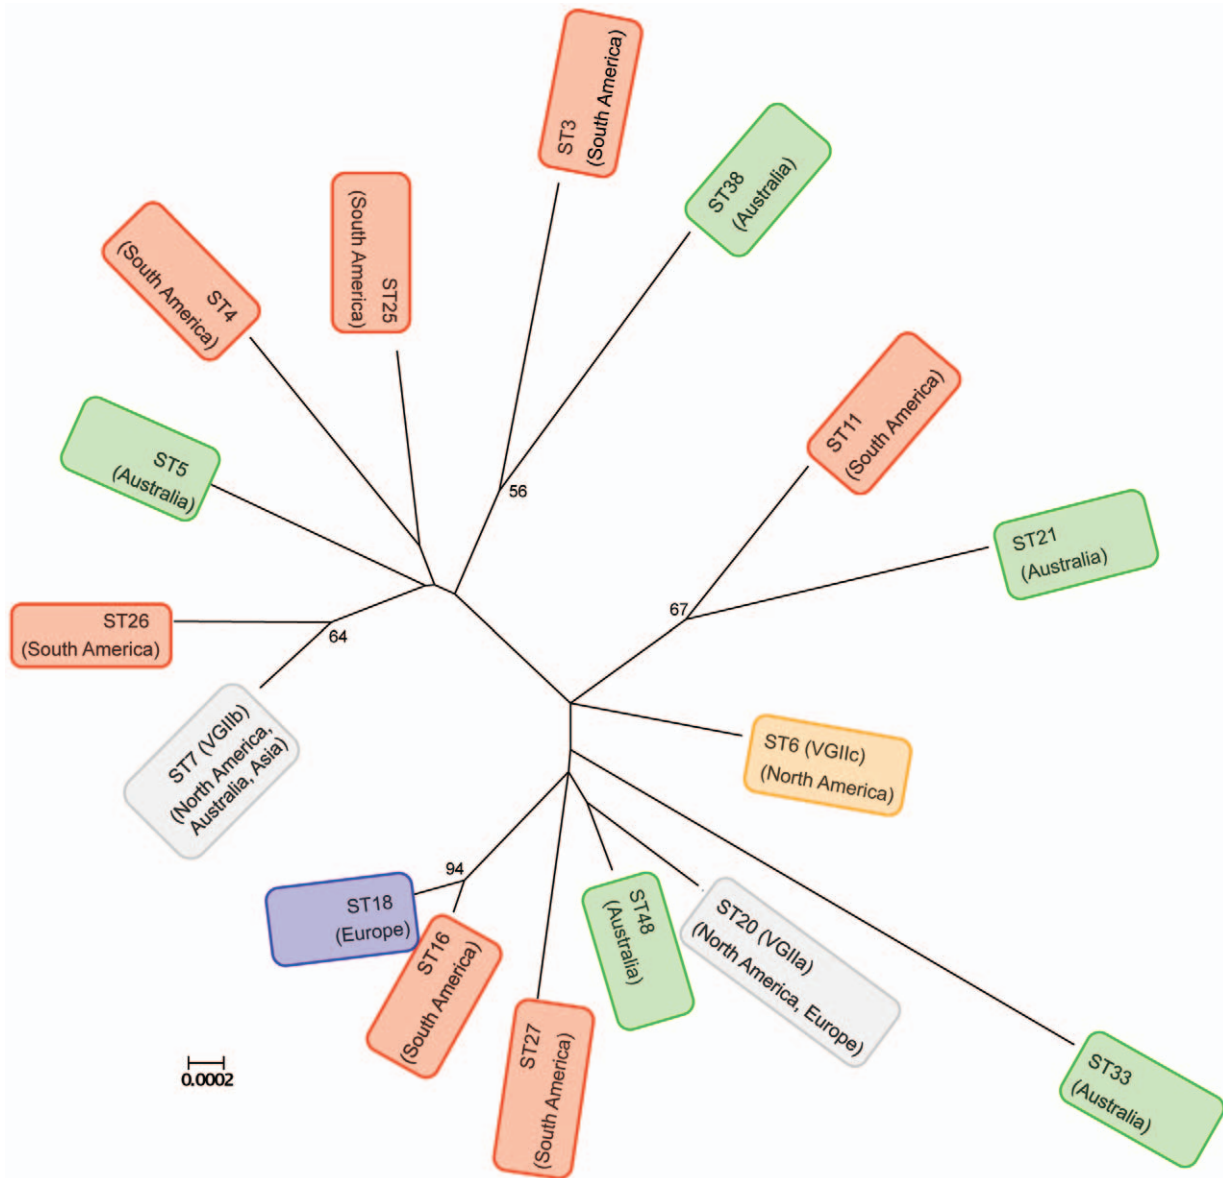 ST3
(South America)
ST38
(Australia)
ST25
(South America)
ST4
(South America)
ST11
(South America)
ST5
(Australia)
56
ST21
(Australia)
67
ST26
(South America)
64
ST7 (VGIIb)
(North America,
Australia, Asia)
ST6 (VGIIc)
(North America)
94
ST18
(Europe)
ST16
(South America)
ST48
(Australia)
ST20 (VGIIa)
(North America, Europe)
ST27
(South America)
ST33
(Australia)
0.0002